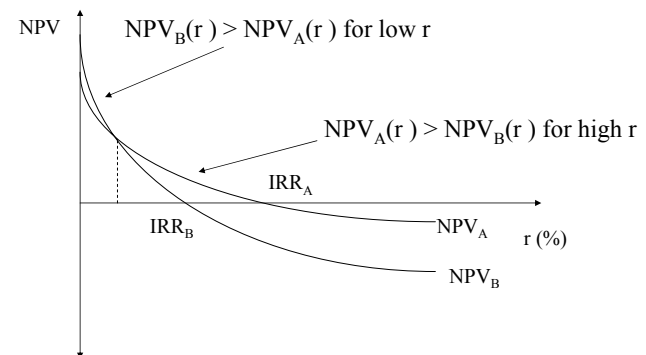 NPV
NPV_B(r ) > NPV_A(r ) for low r
NPV_A(r ) > NPV_B(r ) for high r
IRR_A
IRR_B
NPV_A
r (%)
NPV_B